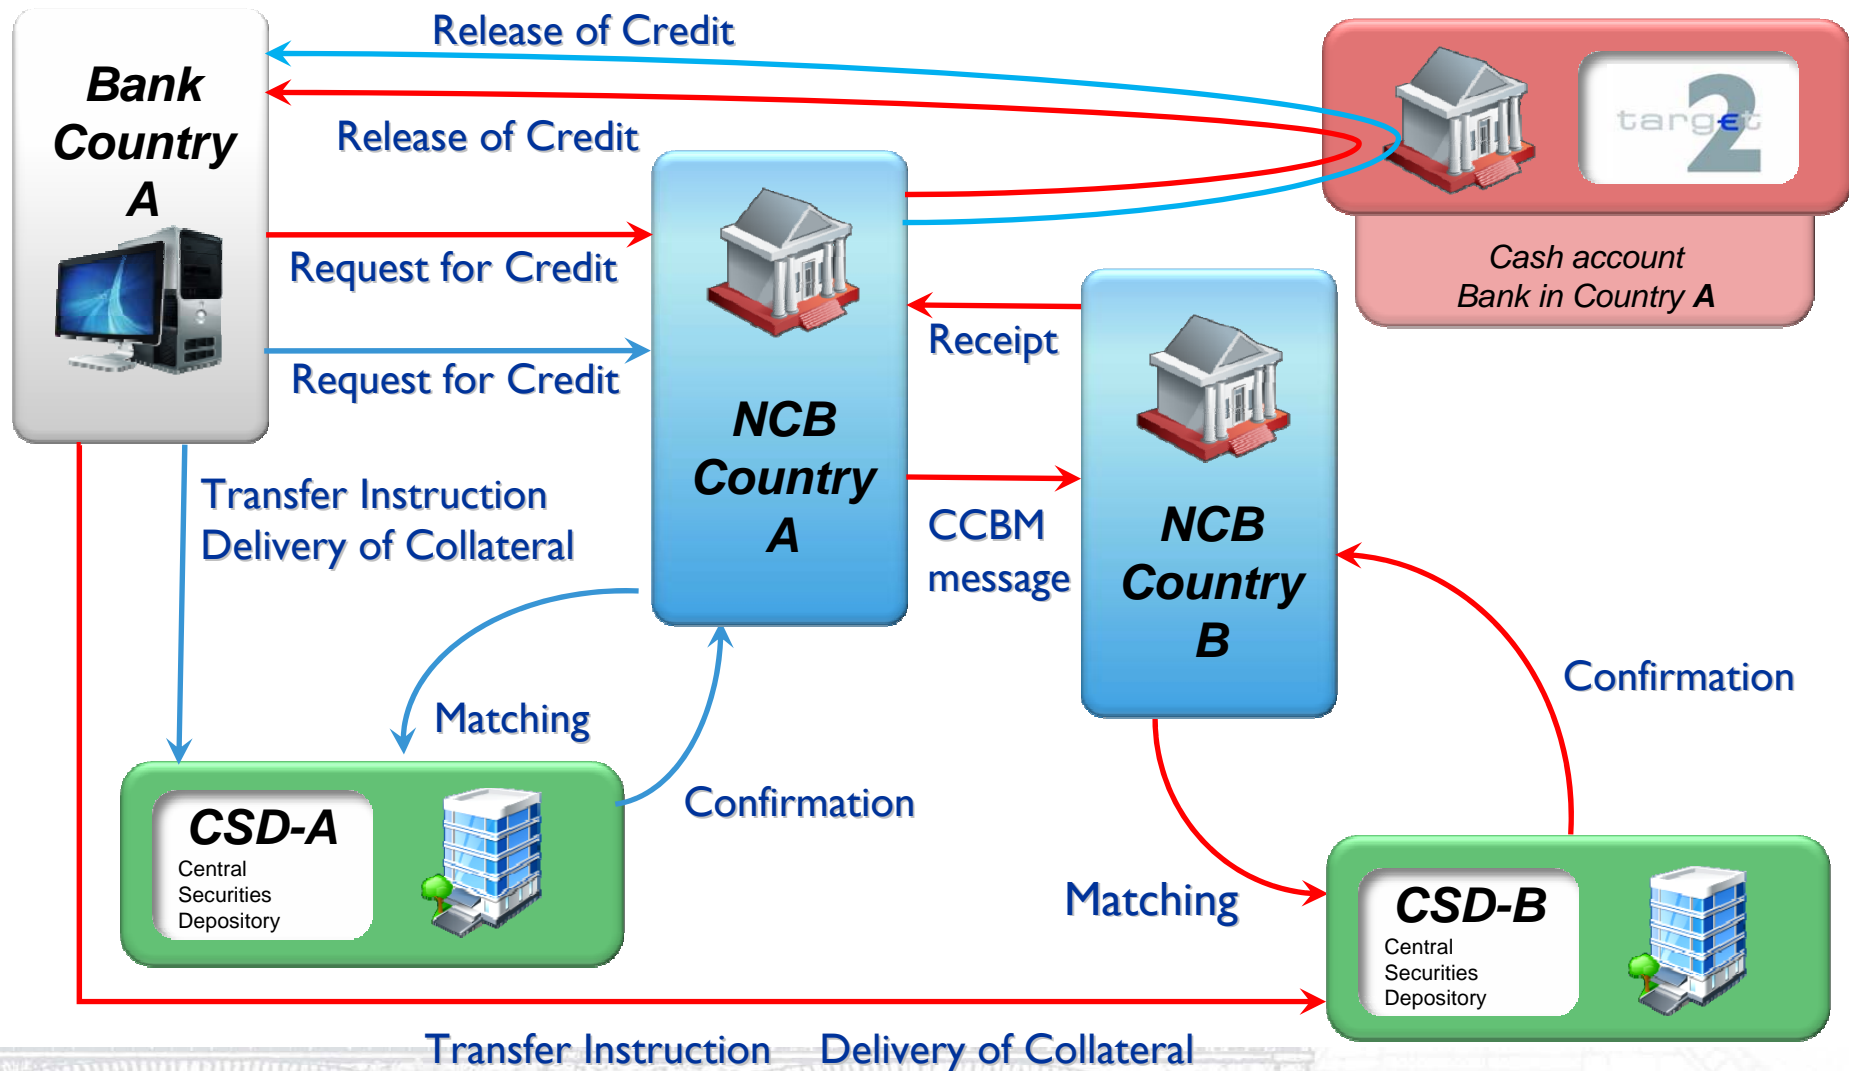 Release of Credit
Bank
Country
A
Release of Credit
target
2
Request for Credit
Cash account
Bank in Country A
Receipt
Request for Credit
NCB
Country
A
Transfer Instruction
Delivery of Collateral
CCBM
message
NCB
Country
B
Confirmation
Matching
Confirmation
CSD-A
Central
Securities
Depository
Matching
CSD-B
Central
Securities
Depository
Transfer Instruction Delivery of Collateral